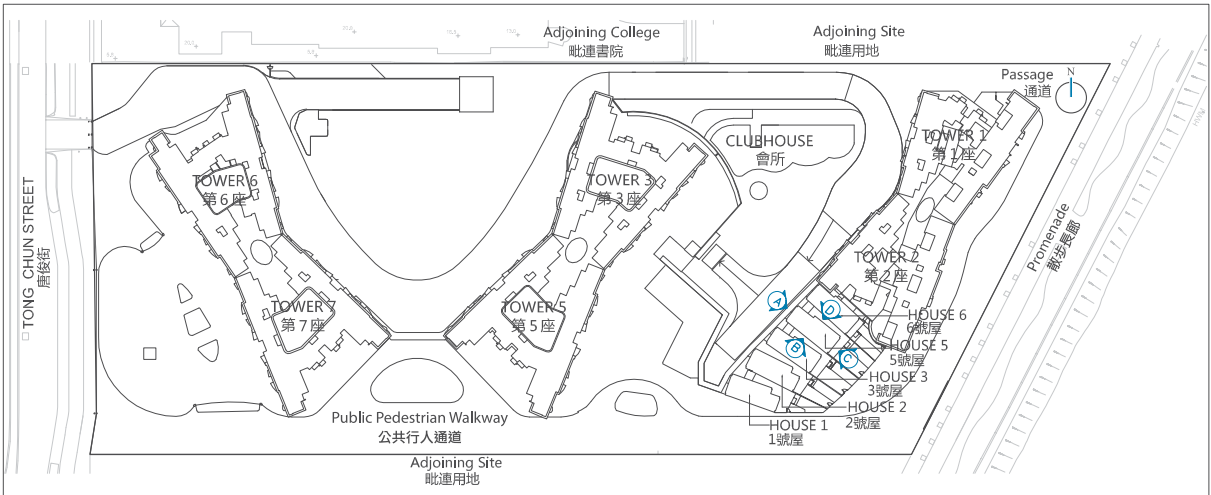 Adjoining College
毗連書院
Adjoining Site
毗連用地
Passage
通道
N
HWM
TONG CHUN STREET
唐俊街
CLUBHOUSE
會所
TOWER 1
第1座
TOWER 6
第6座
TOWER 3
第3座
Promenade
散步長廊
TOWER 2
第2座
TOWER 7
第7座
TOWER 5
第5座
A
D
B
C
HOUSE 6
6號屋
HOUSE 5
5號屋
HOUSE 3
3號屋
HOUSE 2
2號屋
HOUSE 1
1號屋
Public Pedestrian Walkway
公共行人通道
Adjoining Site
毗連用地